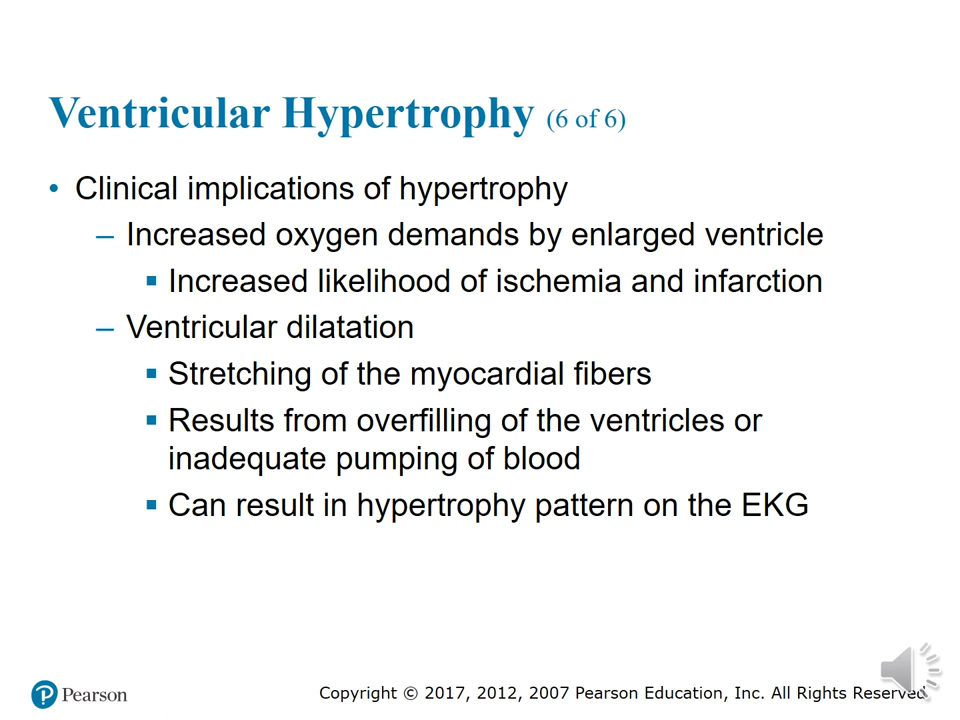 Ventricular Hypertrophy (6 of 6)
• Clinical implications of hypertrophy
– Increased oxygen demands by enlarged ventricle
▪ Increased likelihood of ischemia and infarction
– Ventricular dilatation
▪ Stretching of the myocardial fibers
▪ Results from overfilling of the ventricles or
inadequate pumping of blood
▪ Can result in hypertrophy pattern on the EKG
Pearson
Copyright © 2017, 2012, 2007 Pearson Education, Inc. All Rights Reserved